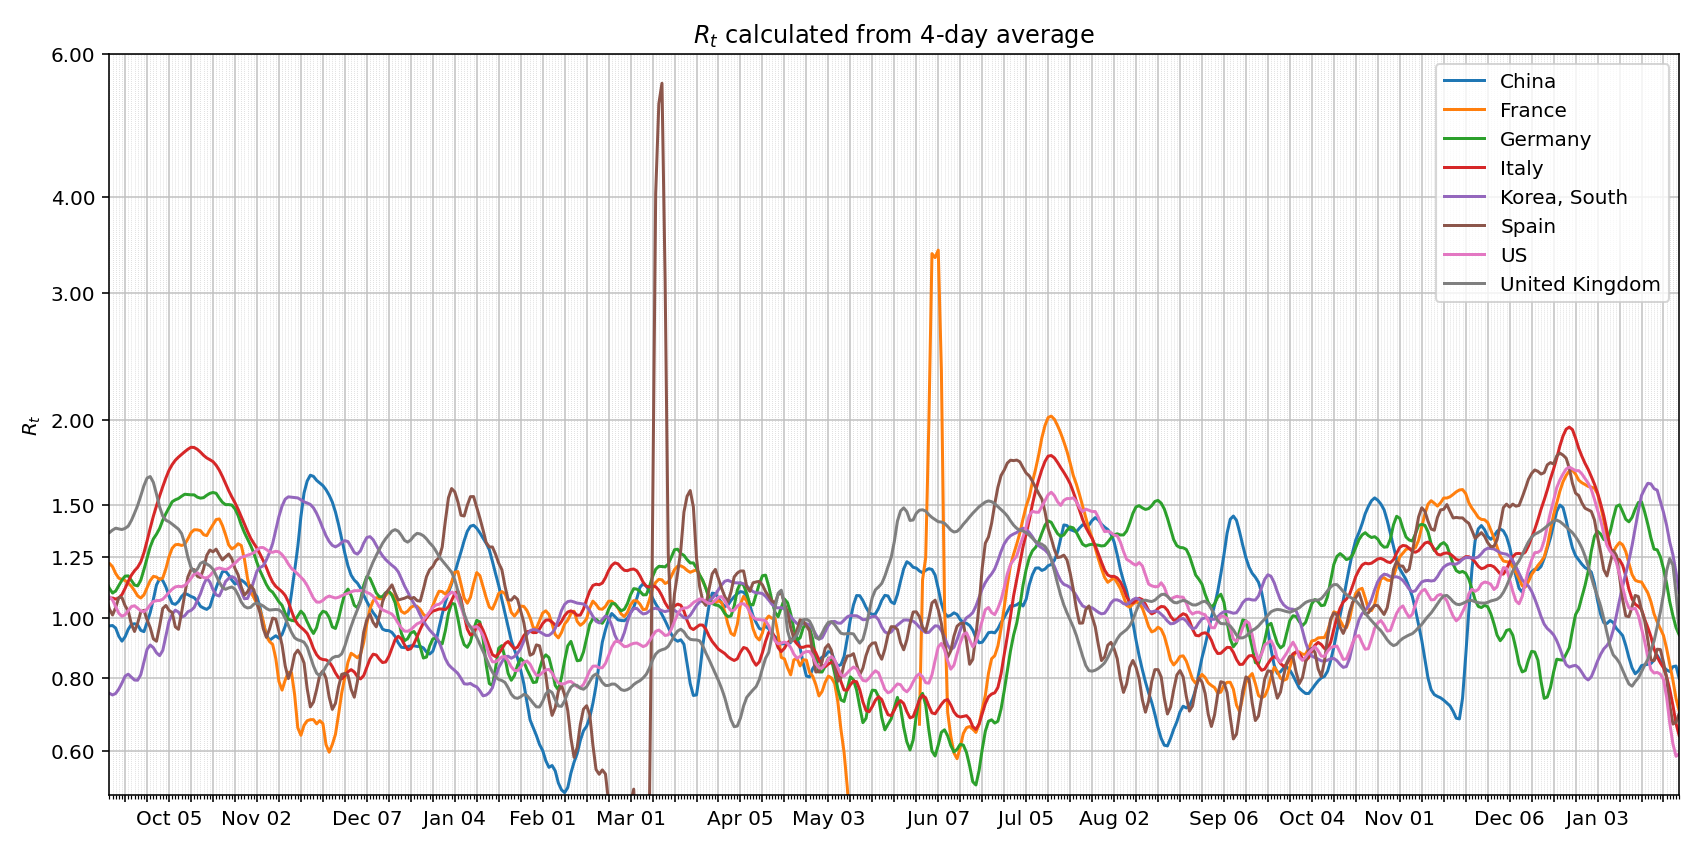 R_t calculated from 4-day average
6.00
4.00
3.00
2.00
1.50
1.25
1.00
0.80
0.60
R_t
China
France
Germany
Italy
Korea, South
Spain
US
United Kingdom
Oct 05 Nov 02 Dec 07 Jan 04 Feb 01 Mar 01 Apr 05 May 03 Jun 07 Jul 05 Aug 02 Sep 06 Oct 04 Nov 01 Dec 06 Jan 03